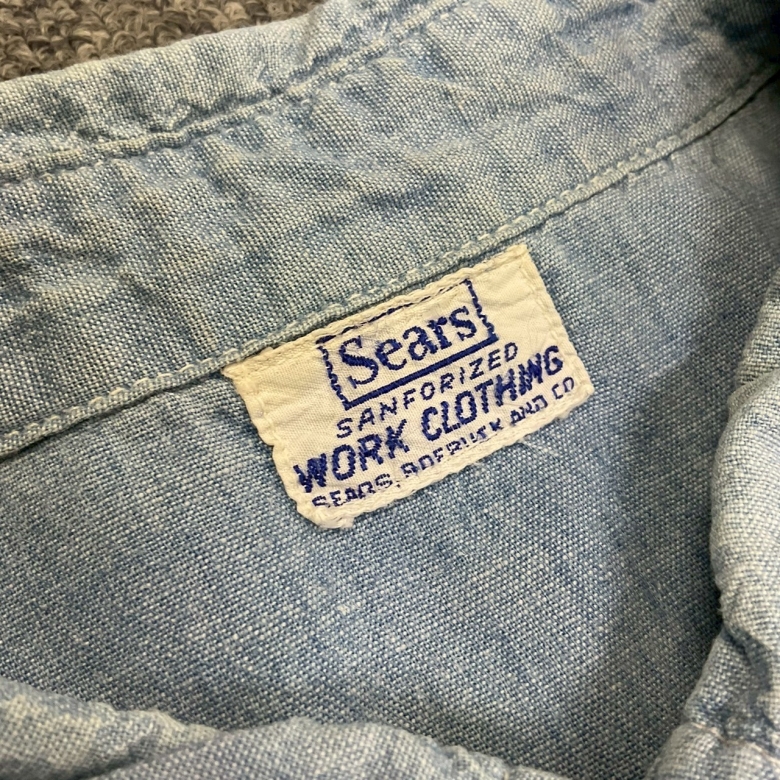 Sears
SANFORIZED
WORK CLOTHING
SEARS, ROEBUCK AND CO